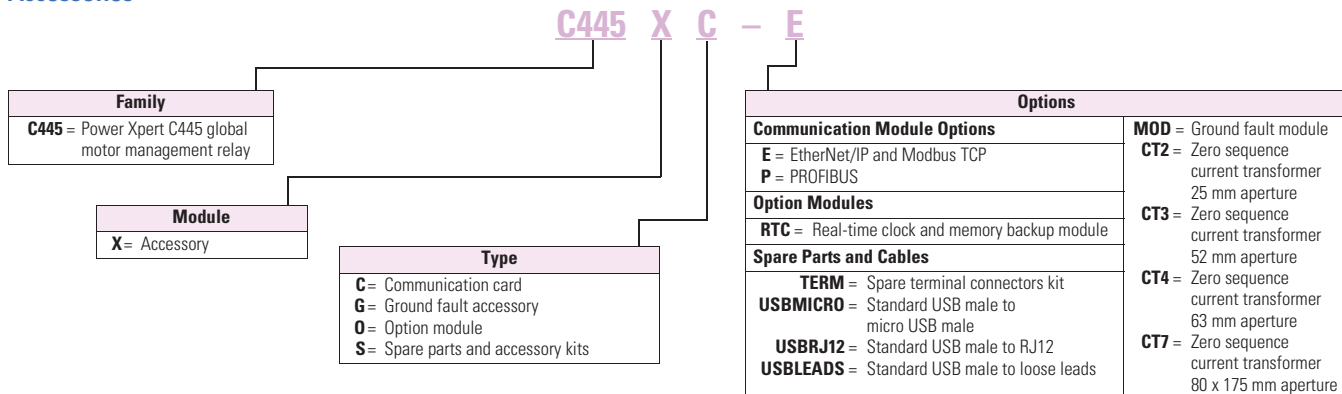 C445 X C – E
Family
C445 = Power Xpert C445 global
motor management relay
Module
X = Accessory
Type
C = Communication card
G = Ground fault accessory
O = Option module
S = Spare parts and accessory kits
Options
Communication Module Options
E = EtherNet/IP and Modbus TCP
P = PROFIBUS
Option Modules
RTC = Real-time clock and memory backup module
Spare Parts and Cables
TERM = Spare terminal connectors kit
USBMICRO = Standard USB male to
micro USB male
USBRJ12 = Standard USB male to RJ12
USBLEADS = Standard USB male to loose leads
MOD = Ground fault module
CT2 = Zero sequence
current transformer
25 mm aperture
CT3 = Zero sequence
current transformer
52 mm aperture
CT4 = Zero sequence
current transformer
63 mm aperture
CT7 = Zero sequence
current transformer
80 x 175 mm aperture